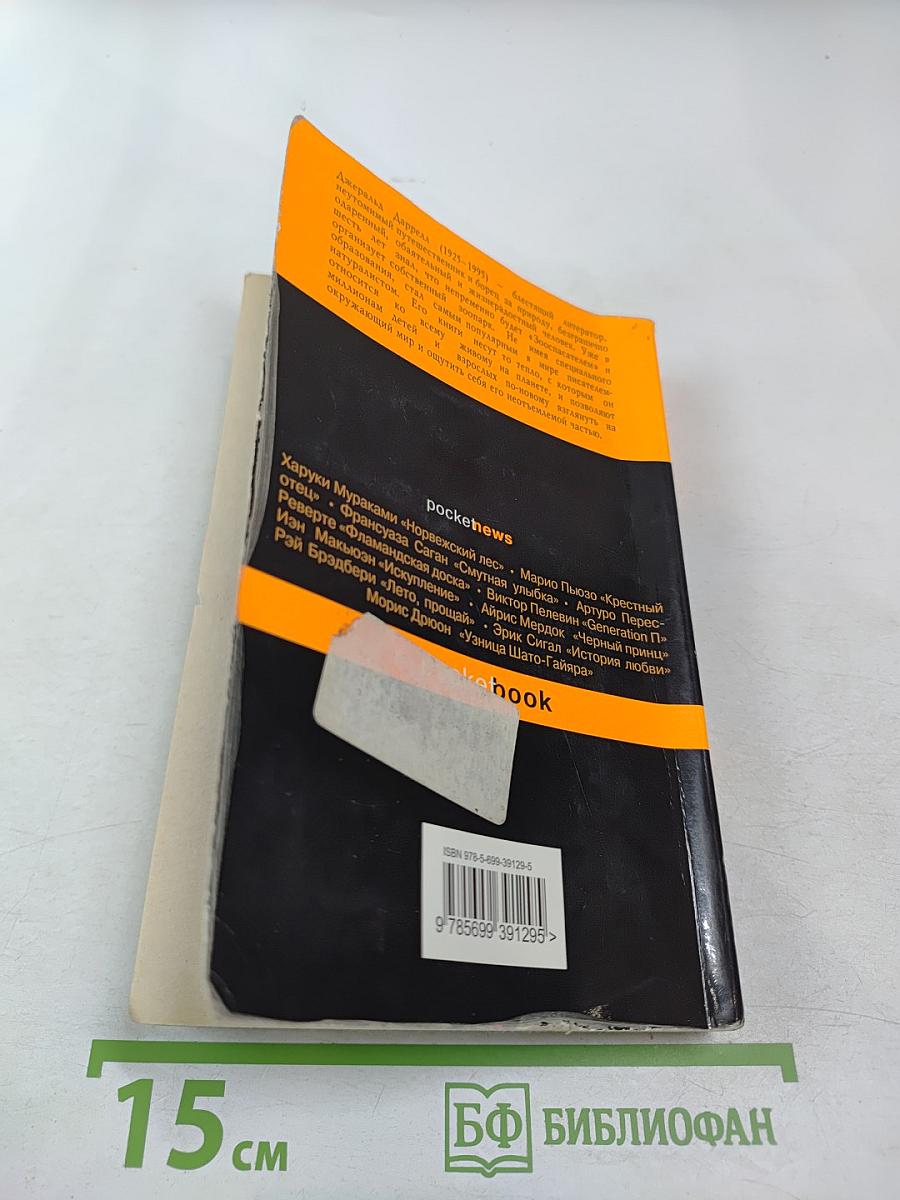 Джеральд Даррелл (1925–1995) – блестящий литератор,
неутомимый путешественник и борец за природу, безгранично
одаренный, обаятельный и жизнерадостный человек. Уже в
шесть лет знал, что непременно будет «Зооспасателем» и
организует собственный зоопарк. Не имея специального
образования, стал самым популярным в мире писателем-
натуралистом. Его книги несут то тепло, с которым он
относится ко всему живому на планете, и позволяют
миллионам детей и взрослых по-новому взглянуть на
окружающий мир и ощутить себя его неотъемлемой частью.
pocketnews
Харуки Мураками «Норвежский лес» • Марио Пьюзо «Крестный
отец» • Франсуаза Саган «Смутная улыбка» • Артуро Перес-
Реверте «Фламандская доска» • Виктор Пелевин «Generation П»
Иэн Макьюэн «Искупление» • Айрис Мердок «Черный принц»
Рэй Брэдбери «Лето, прощай» • Эрик Сигал «История любви»
Морис Дрюон «Узница Шато-Гайяра»
ketbook
ISBN 978-5-699-39129-5
9 785699 391295 >
15 см
БФ БИБЛИОФАН